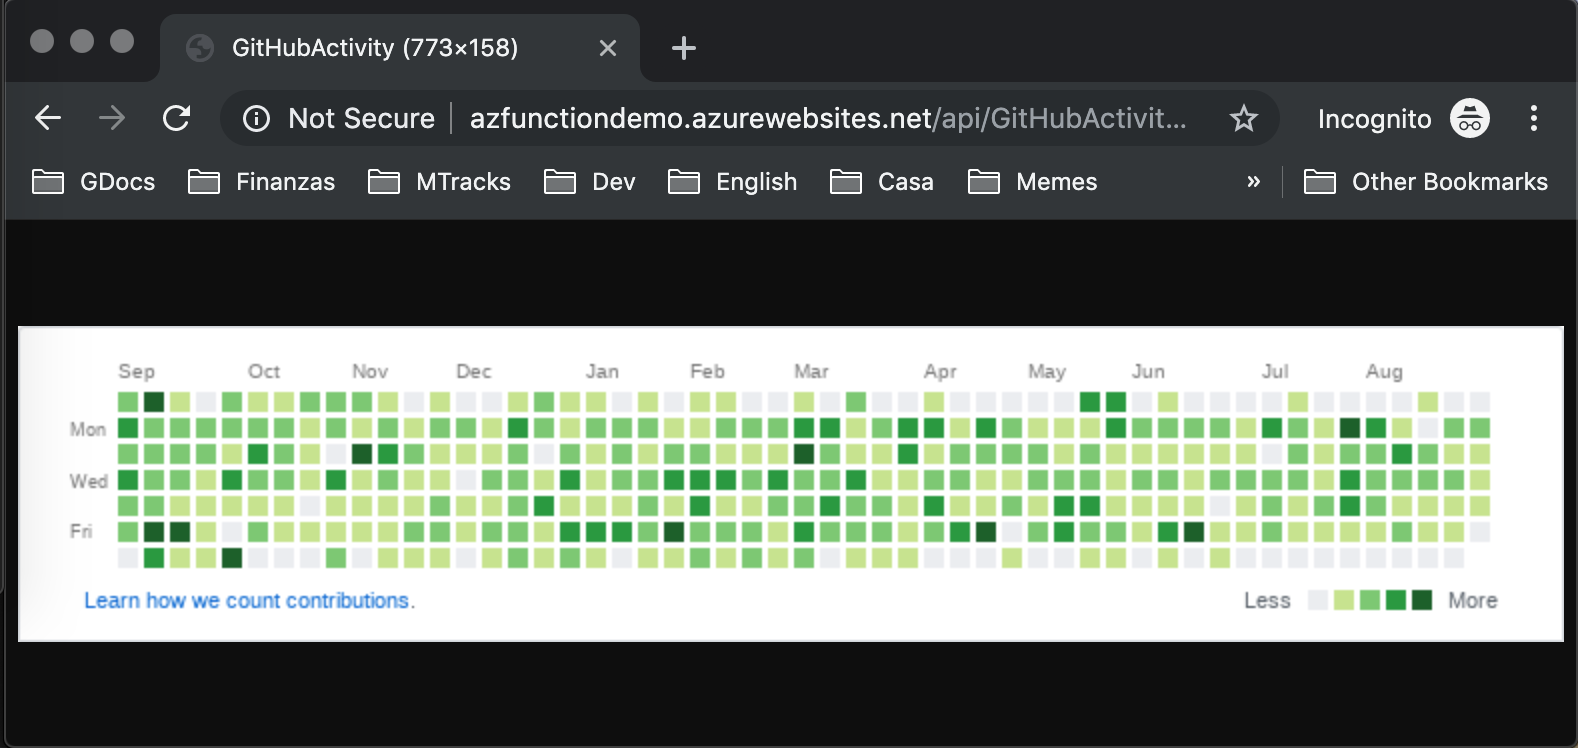 GitHubActivity (773×158)
Not Secure azfunctiondemo.azurewebsites.net/api/GitHubActivit... Incognito
GDocs Finanzas MTracks Dev English Casa Memes » Other Bookmarks
Sep Oct Nov Dec Jan Feb Mar Apr May Jun Jul Aug
Mon
Wed
Fri
Learn how we count contributions. Less More